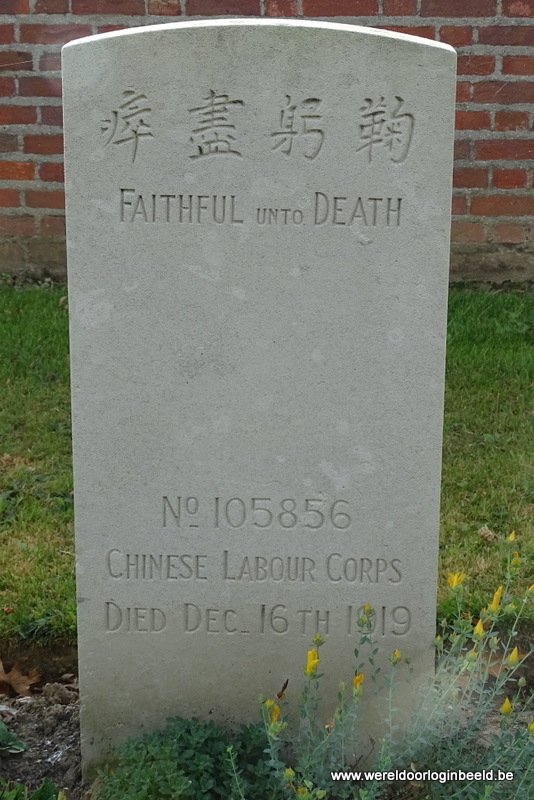 鞠躬盡瘁
FAITHFUL UNTO DEATH
Nº 105856
CHINESE LABOUR CORPS
DIED DEC. 16TH 1919
www.wereldoorloginbeeld.be